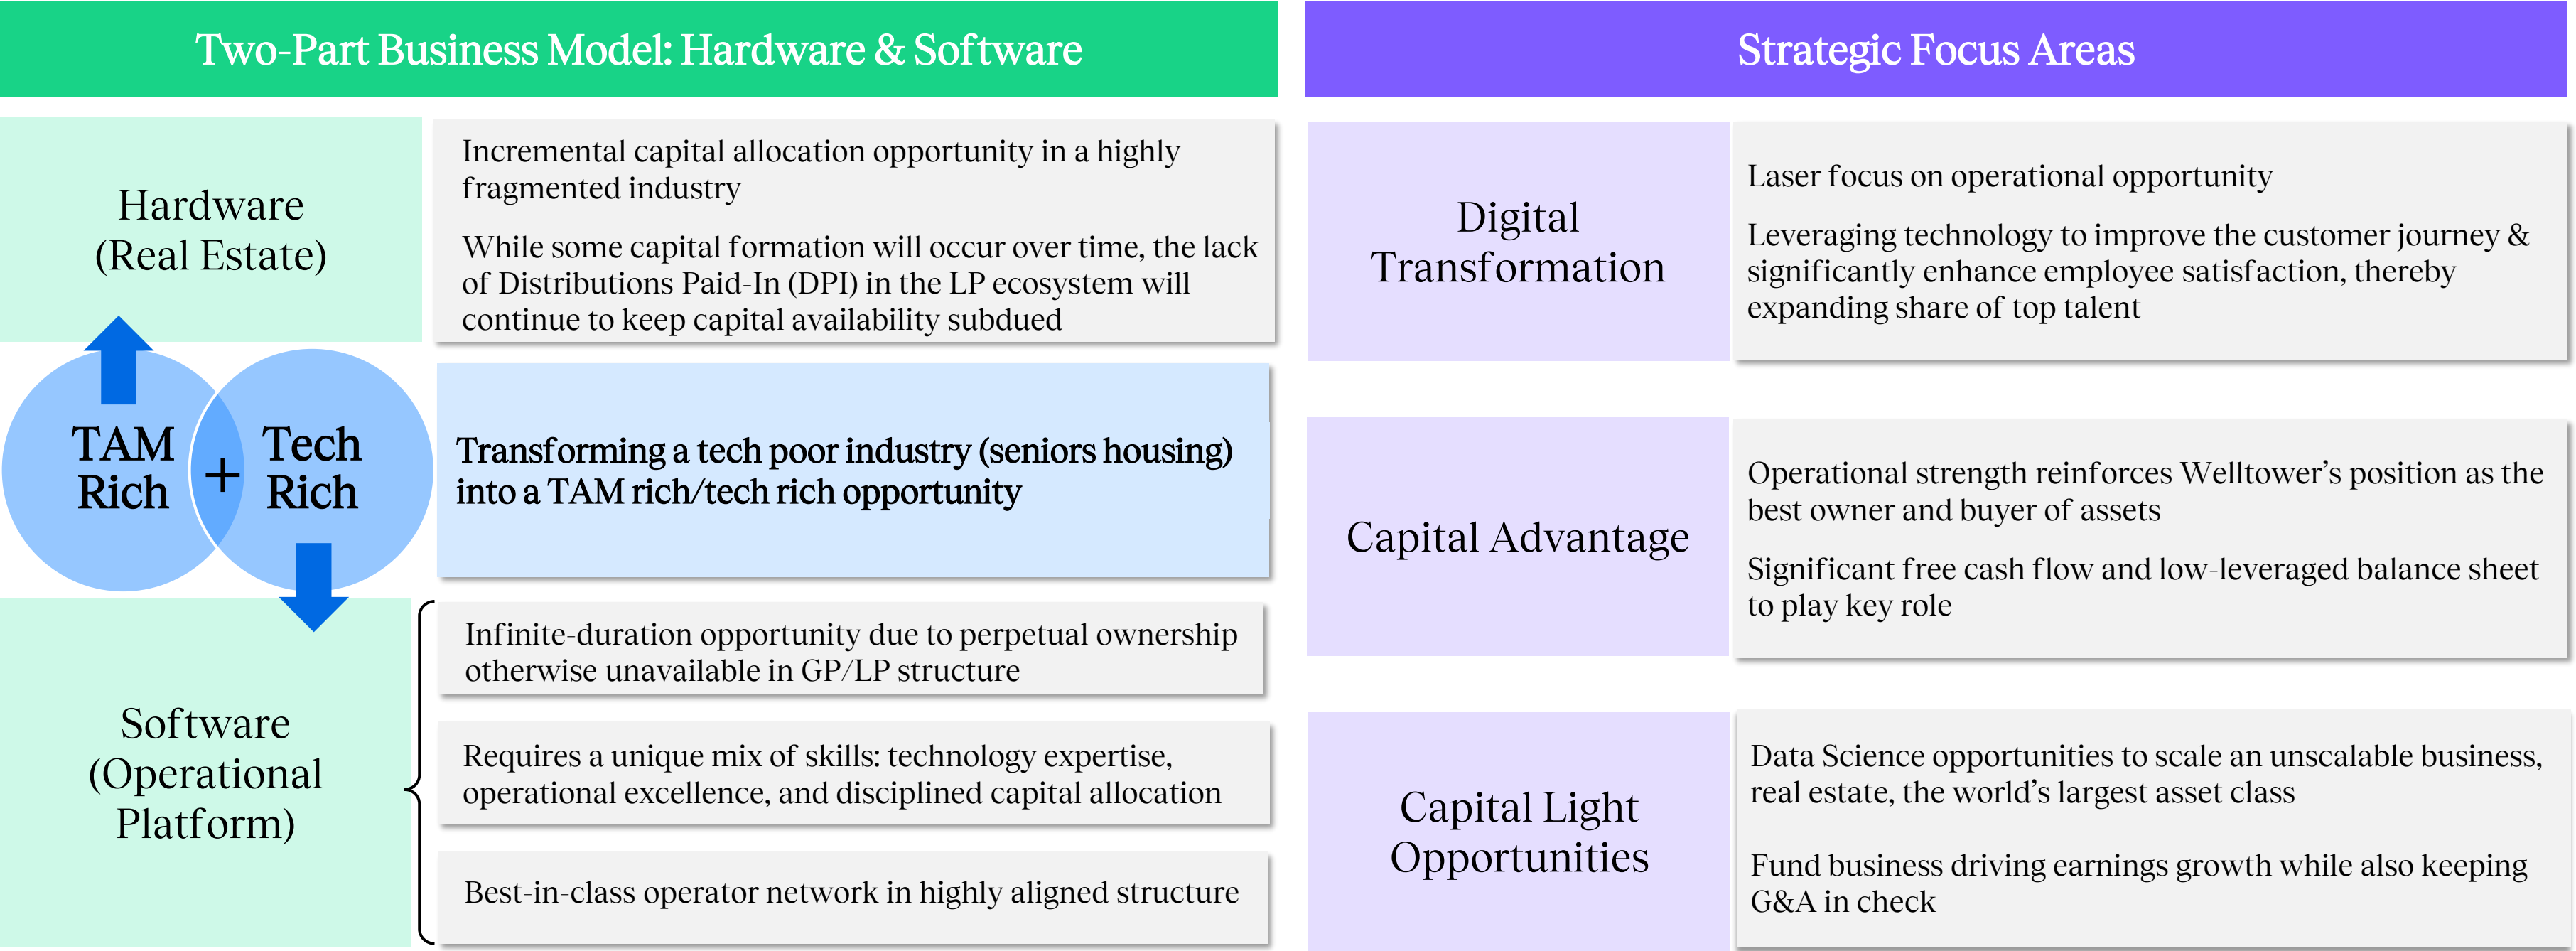 Two-Part Business Model: Hardware & Software
Hardware
(Real Estate)
Incremental capital allocation opportunity in a highly
fragmented industry
While some capital formation will occur over time, the lack
of Distributions Paid-In (DPI) in the LP ecosystem will
continue to keep capital availability subdued
TAM
Rich
+
Tech
Rich
Transforming a tech poor industry (seniors housing)
into a TAM rich/tech rich opportunity
Software
(Operational
Platform)
Infinite-duration opportunity due to perpetual ownership
otherwise unavailable in GP/LP structure
Requires a unique mix of skills: technology expertise,
operational excellence, and disciplined capital allocation
Best-in-class operator network in highly aligned structure
Strategic Focus Areas
Digital
Transformation
Laser focus on operational opportunity
Leveraging technology to improve the customer journey &
significantly enhance employee satisfaction, thereby
expanding share of top talent
Capital Advantage
Operational strength reinforces Welltower’s position as the
best owner and buyer of assets
Significant free cash flow and low-leveraged balance sheet
to play key role
Capital Light
Opportunities
Data Science opportunities to scale an unscalable business,
real estate, the world’s largest asset class
Fund business driving earnings growth while also keeping
G&A in check